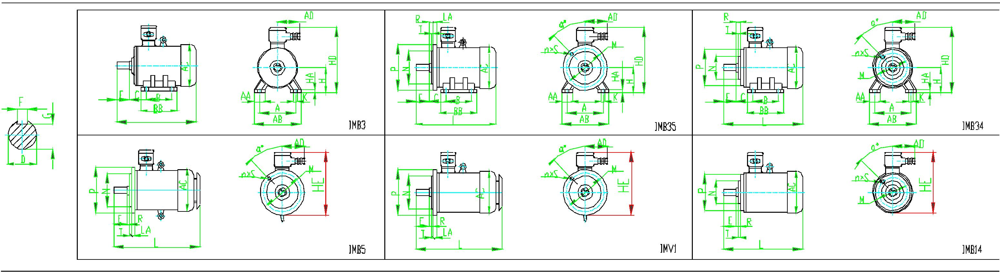 F
G
D
AD
AC
HD
HA
H
E
C
B
BB
AA
K
A
AB
IMB3
R
LA
T
α°
AD
M
n×S
P
N
AC
HD
HA
H
E
C
B
BB
L
AA
K
A
AB
IMB35
R
T
α°
AD
n×S
P
N
AC
M
HD
HA
H
E
C
B
BB
L
AA
K
A
AB
IMB34
α°
AD
n×S
M
P
N
AC
HE
E
R
T
LA
L
IMB5
α°
AD
n×S
M
P
N
AC
HE
E
R
T
LA
L
IMV1
α°
AD
n×S
M
P
N
AC
HE
E
R
T
L
IMB14